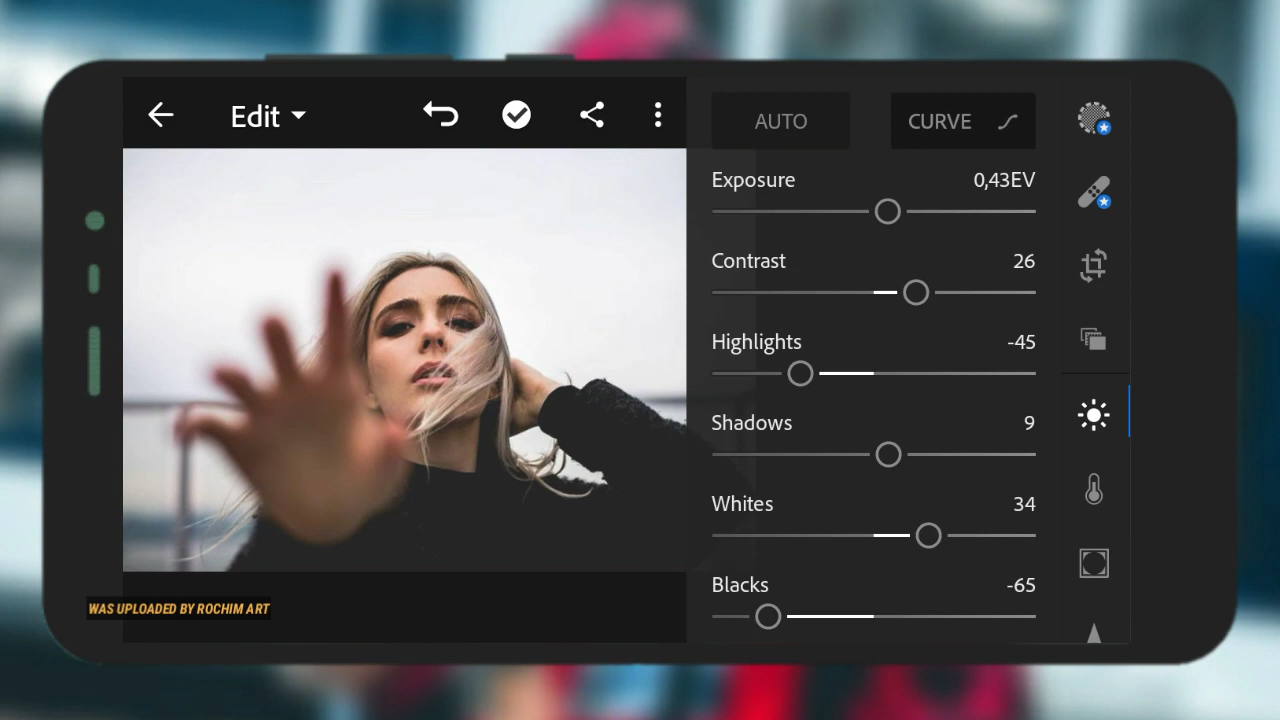 Edit
AUTO
CURVE
Exposure 0,43EV
Contrast 26
Highlights -45
Shadows 9
Whites 34
Blacks -65
WAS UPLOADED BY ROCHIM ART